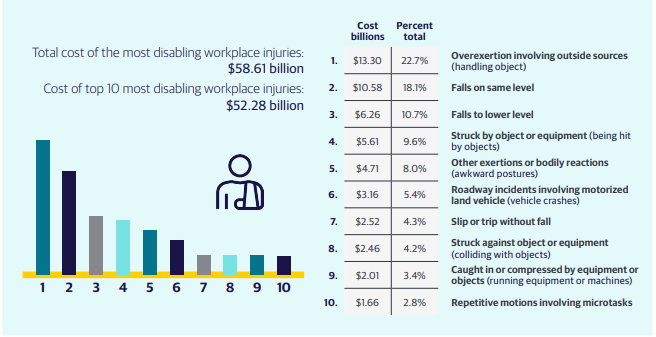 Total cost of the most disabling workplace injuries:
$58.61 billion
Cost of top 10 most disabling workplace injuries:
$52.28 billion
1 2 3 4 5 6 7 8 9 10
Cost billions Percent total
1. $13.30 22.7% Overexertion involving outside sources
(handling object)
2. $10.58 18.1% Falls on same level
3. $6.26 10.7% Falls to lower level
4. $5.61 9.6% Struck by object or equipment (being hit
by objects)
5. $4.71 8.0% Other exertions or bodily reactions
(awkward postures)
6. $3.16 5.4% Roadway incidents involving motorized
land vehicle (vehicle crashes)
7. $2.52 4.3% Slip or trip without fall
8. $2.46 4.2% Struck against object or equipment
(colliding with objects)
9. $2.01 3.4% Caught in or compressed by equipment or
objects (running equipment or machines)
10. $1.66 2.8% Repetitive motions involving microtasks